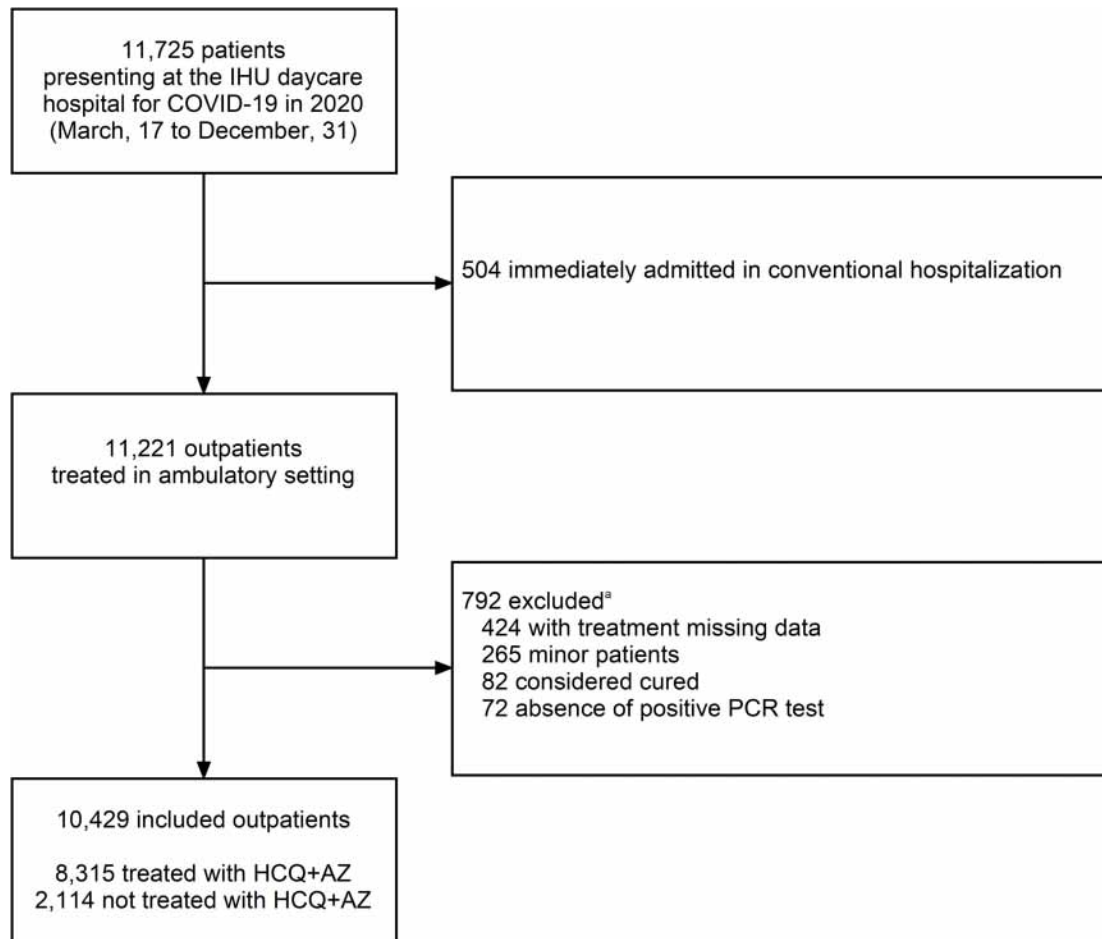 11,725 patients
presenting at the IHU daycare
hospital for COVID-19 in 2020
(March, 17 to December, 31)
504 immediately admitted in conventional hospitalization
11,221 outpatients
treated in ambulatory setting
792 excludedᵃ
424 with treatment missing data
265 minor patients
82 considered cured
72 absence of positive PCR test
10,429 included outpatients
8,315 treated with HCQ+AZ
2,114 not treated with HCQ+AZ